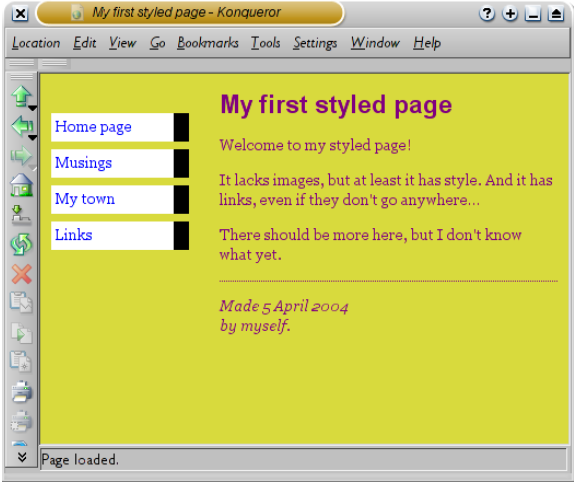 My first styled page - Konqueror
Location Edit View Go Bookmarks Tools Settings Window Help
Home page
Musings
My town
Links
My first styled page
Welcome to my styled page!
It lacks images, but at least it has style. And it has
links, even if they don't go anywhere...
There should be more here, but I don't know
what yet.
Made 5 April 2004
by myself.
Page loaded.